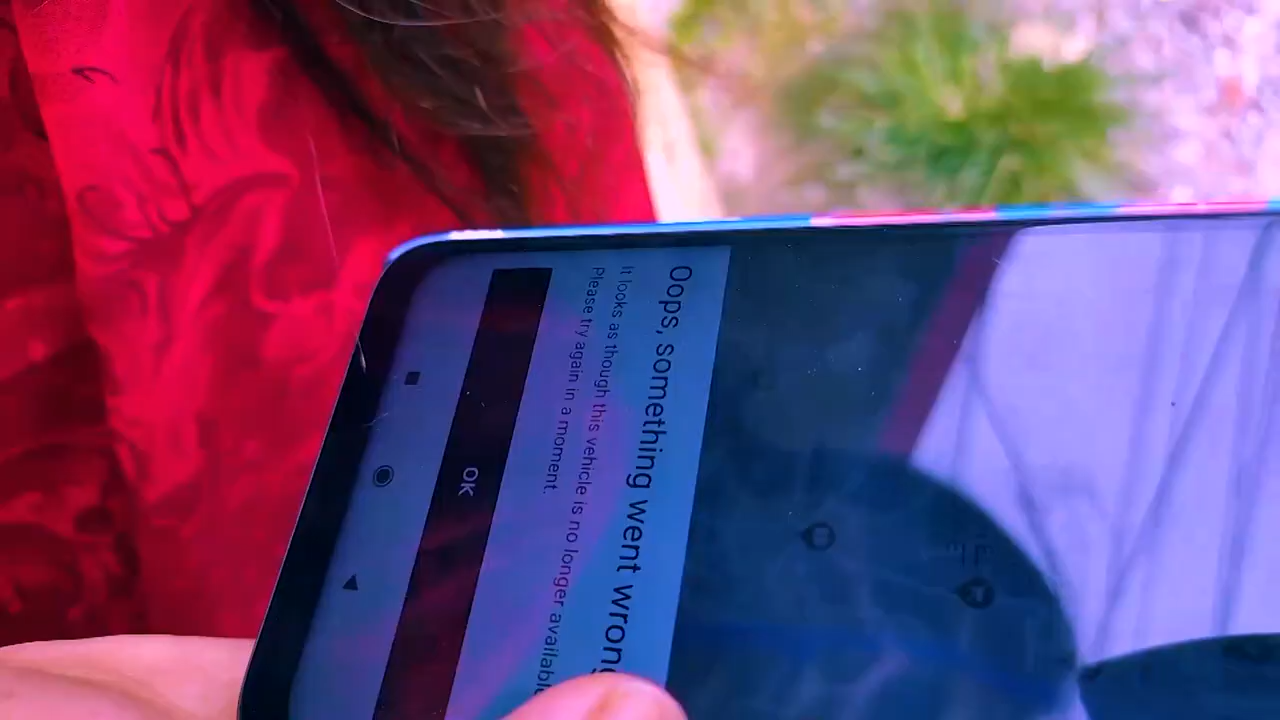 Oops, something went wrong
It looks as though this vehicle is no longer available
Please try again in a moment.
OK